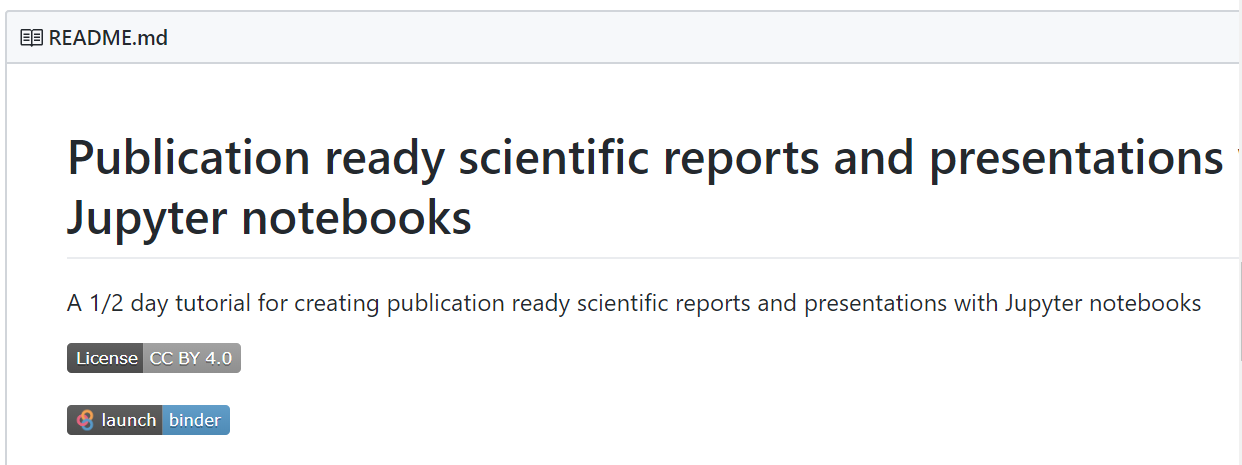 README.md
Publication ready scientific reports and presentations
Jupyter notebooks
A 1/2 day tutorial for creating publication ready scientific reports and presentations with Jupyter notebooks
License CC BY 4.0
launch binder